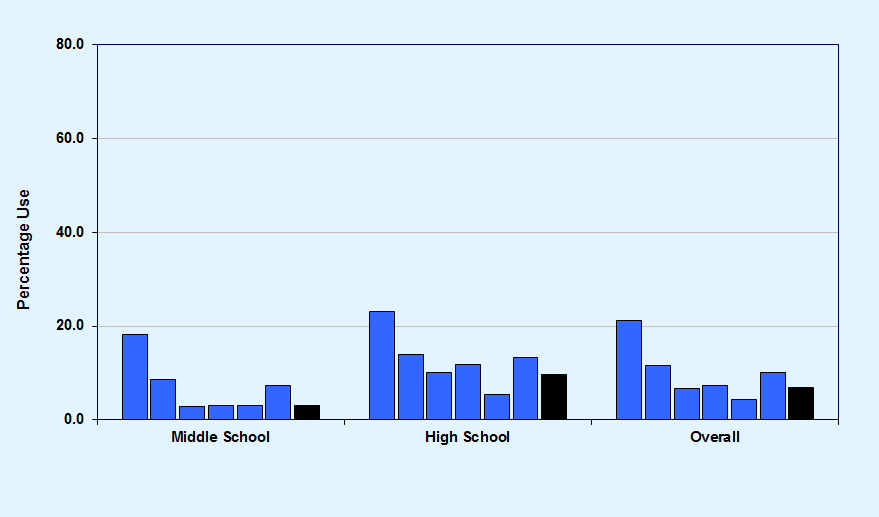 80.0
60.0
40.0
20.0
0.0
Percentage Use
Middle School
High School
Overall